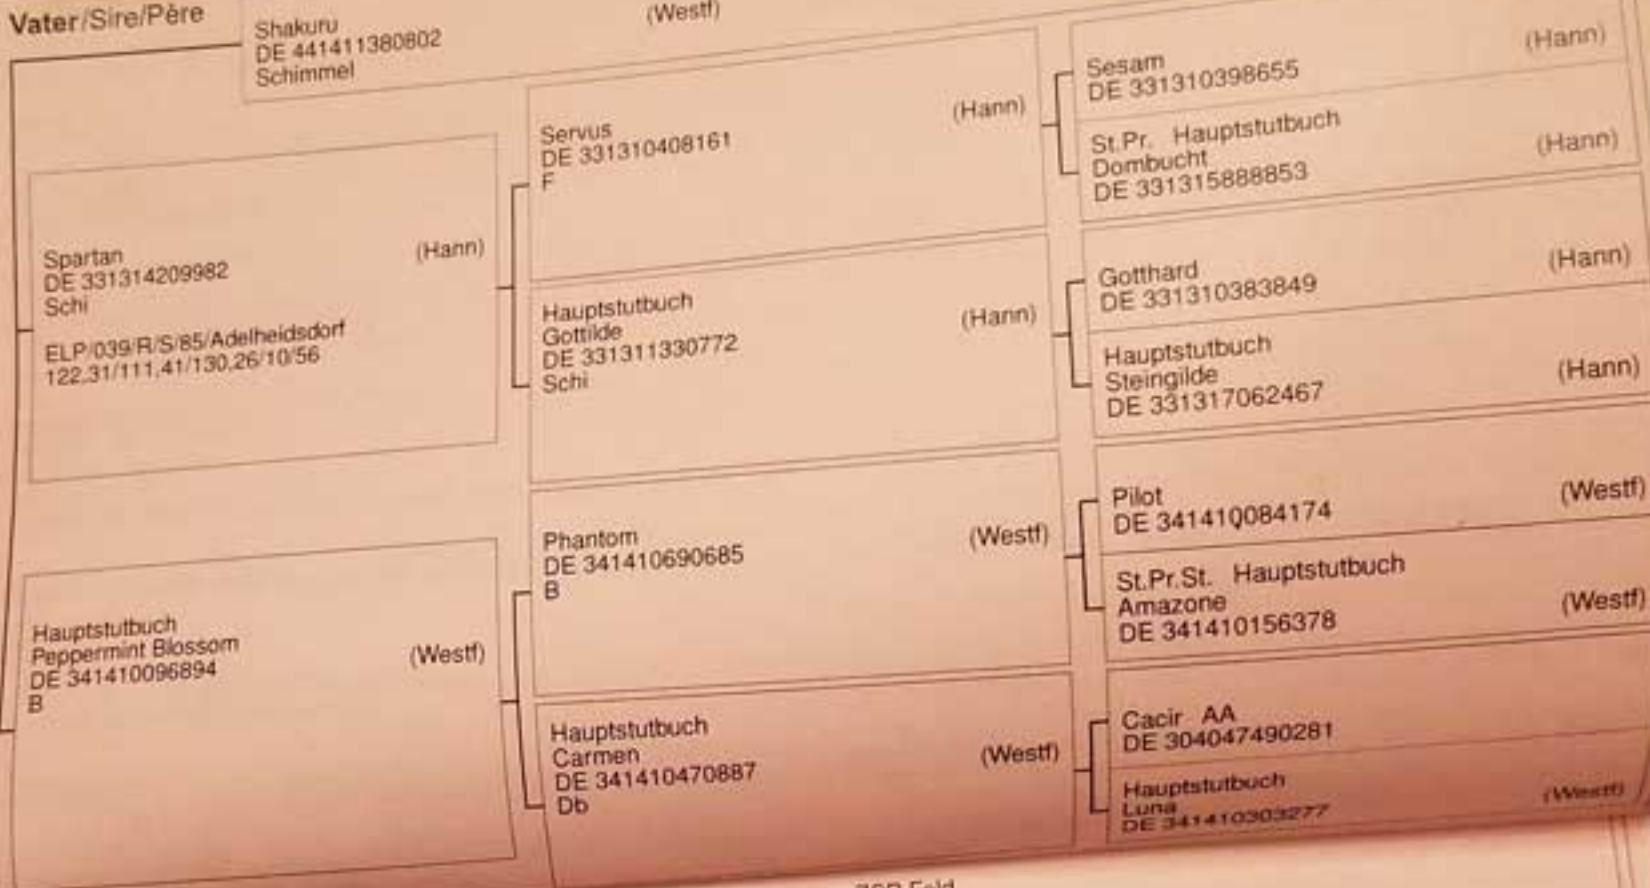 Vater/Sire/Père
Shakuru (Westf)
DE 441411380802
Schimmel
Spartan (Hann)
DE 331314209982
Schi
ELP/039/R/S/85/Adelheidsdorf
122,31/111,41/130,26/10/56
Hauptstutbuch
Peppermint Blossom
DE 341410096894 (Westf)
B
Servus (Hann)
DE 331310408161
F
Hauptstutbuch
Gottilde (Hann)
DE 331311330772
Schi
Phantom (Westf)
DE 341410690685
B
Hauptstutbuch
Carmen (Westf)
DE 341410470887
Db
Sesam (Hann)
DE 331310398655
St.Pr. Hauptstutbuch
Dombucht (Hann)
DE 331315888853
Gotthard (Hann)
DE 331310383849
Hauptstutbuch
Steingilde (Hann)
DE 331317062467
Pilot (Westf)
DE 341410084174
St.Pr.St. Hauptstutbuch
Amazone (Westf)
DE 341410156378
Cacir AA
DE 304047490281
Hauptstutbuch
Luna (Westf)
DE 341410303277